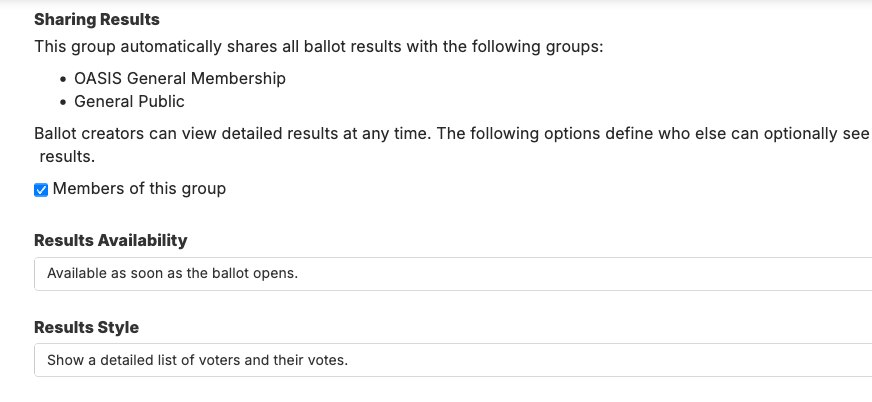 Sharing Results
This group automatically shares all ballot results with the following groups:
• OASIS General Membership
• General Public
Ballot creators can view detailed results at any time. The following options define who else can optionally see
results.
Members of this group
Results Availability
Available as soon as the ballot opens.
Results Style
Show a detailed list of voters and their votes.